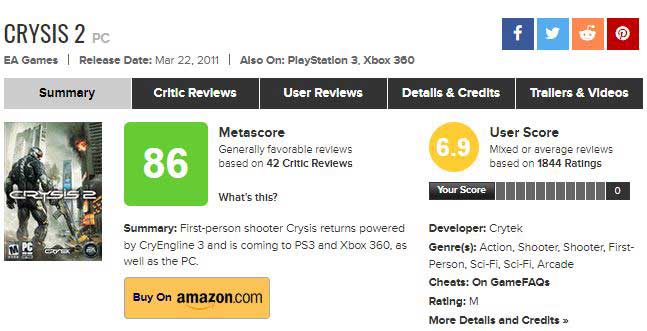 CRYSIS 2 PC
EA Games | Release Date: Mar 22, 2011 | Also On: PlayStation 3, Xbox 360
Summary Critic Reviews User Reviews Details & Credits Trailers & Videos
86
Metascore
Generally favorable reviews
based on 42 Critic Reviews
What's this?
6.9
User Score
Mixed or average reviews
based on 1844 Ratings
Your Score 0
CRYSIS 2
PC
CRYTEK
EA
Summary: First-person shooter Crysis returns powered
by CryEngline 3 and is coming to PS3 and Xbox 360, as
well as the PC.
Buy On amazon.com
Developer: Crytek
Genre(s): Action, Shooter, Shooter, First-
Person, Sci-Fi, Sci-Fi, Arcade
Cheats: On GameFAQs
Rating: M
More Details and Credits »